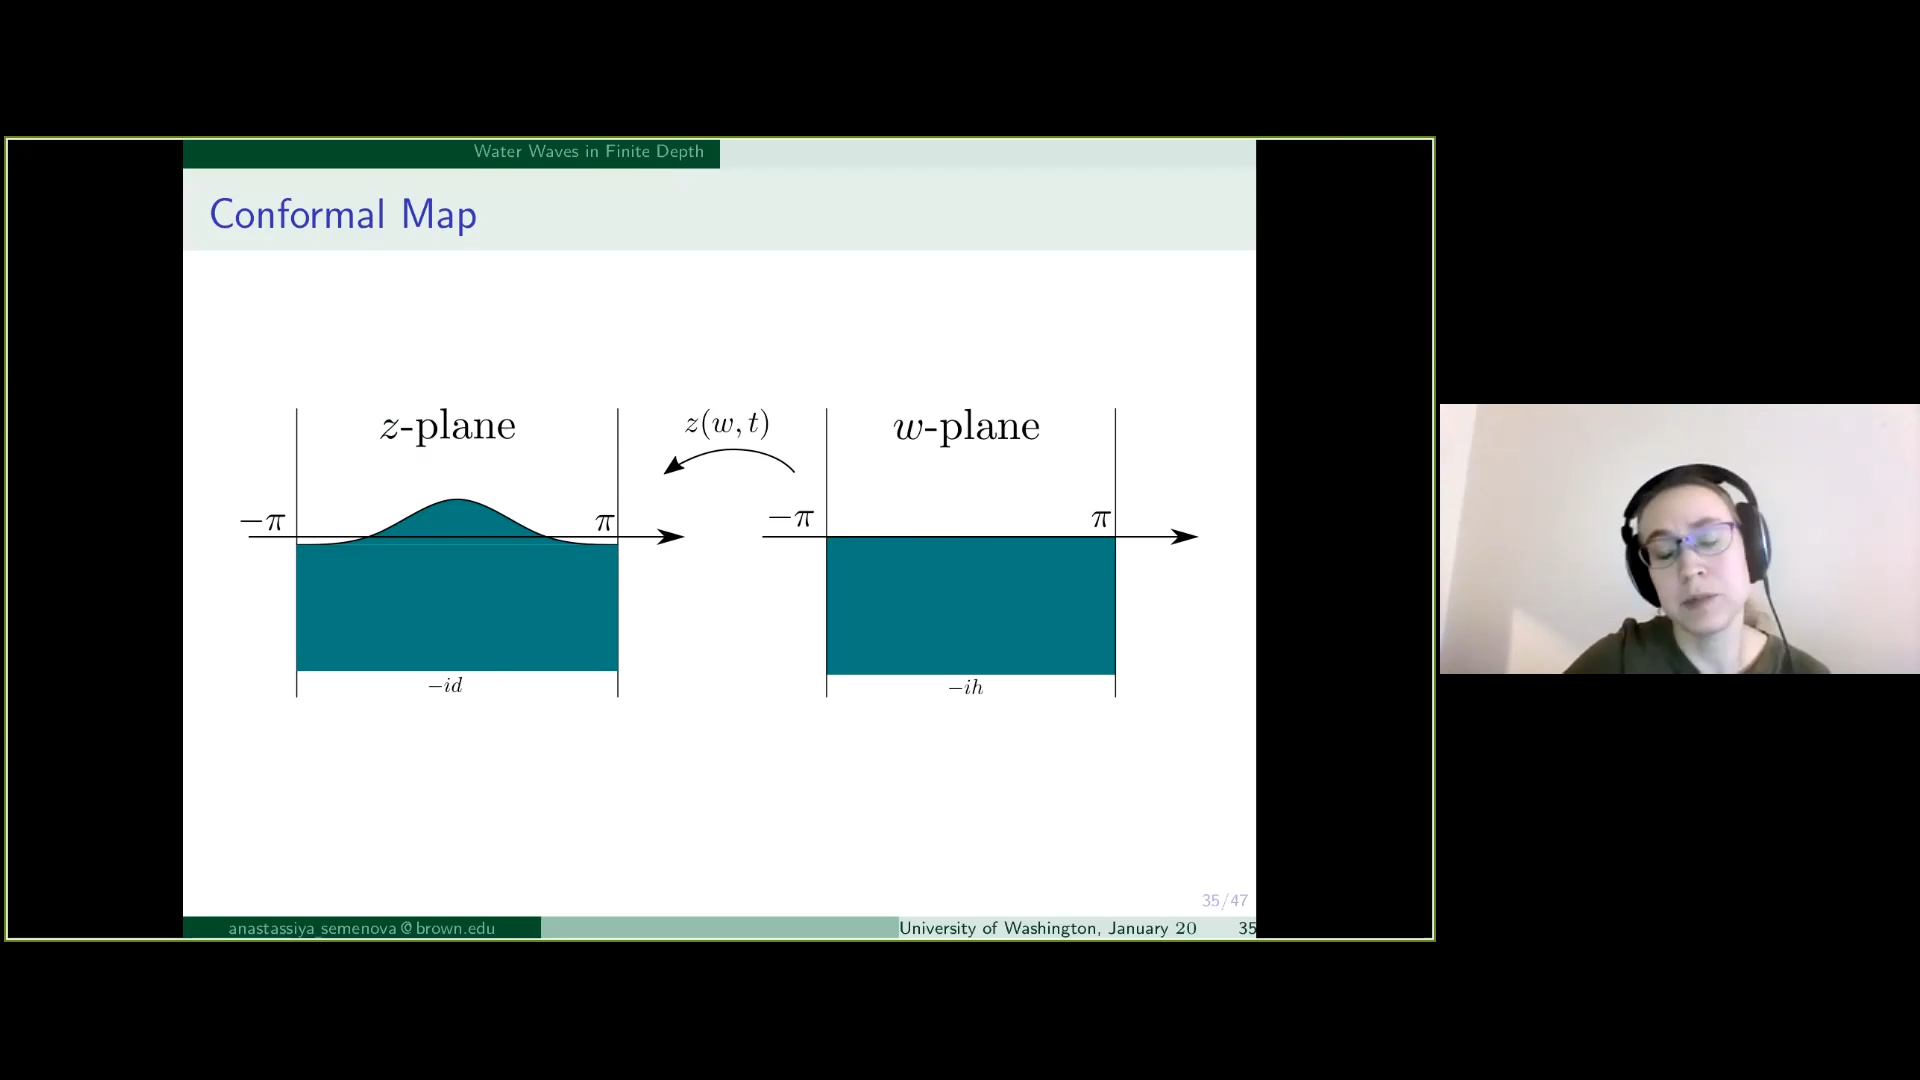 Water Waves in Finite Depth
Conformal Map
z-plane
z(w, t)
w-plane
−π
π
−π
π
−id
−ih
35/47
anastassiya_semenova@brown.edu
University of Washington, January 20
35